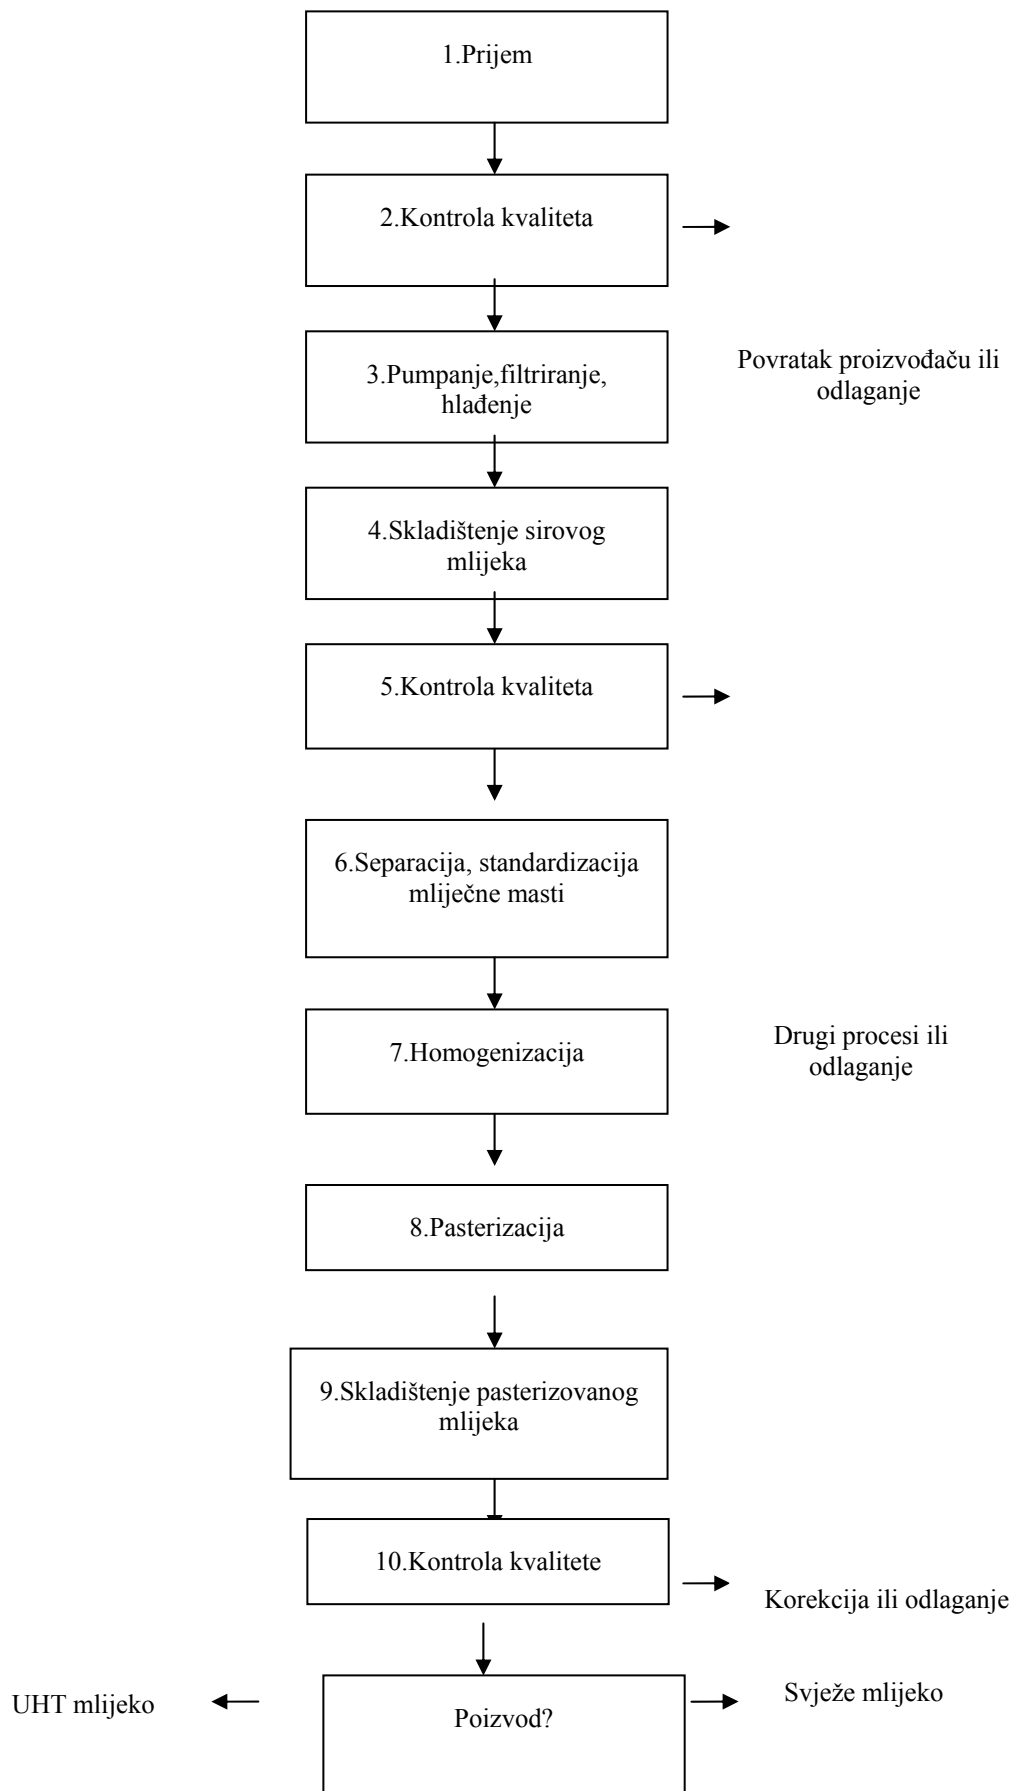 1.Prijem
2.Kontrola kvaliteta
3.Pumpanje,filtriranje,
hlađenje
Povratak proizvođaču ili
odlaganje
4.Skladištenje sirovog
mlijeka
5.Kontrola kvaliteta
6.Separacija, standardizacija
mliječne masti
7.Homogenizacija
Drugi procesi ili
odlaganje
8.Pasterizacija
9.Skladištenje pasterizovanog
mlijeka
10.Kontrola kvalitete
Korekcija ili odlaganje
UHT mlijeko
Poizvod?
Svježe mlijeko